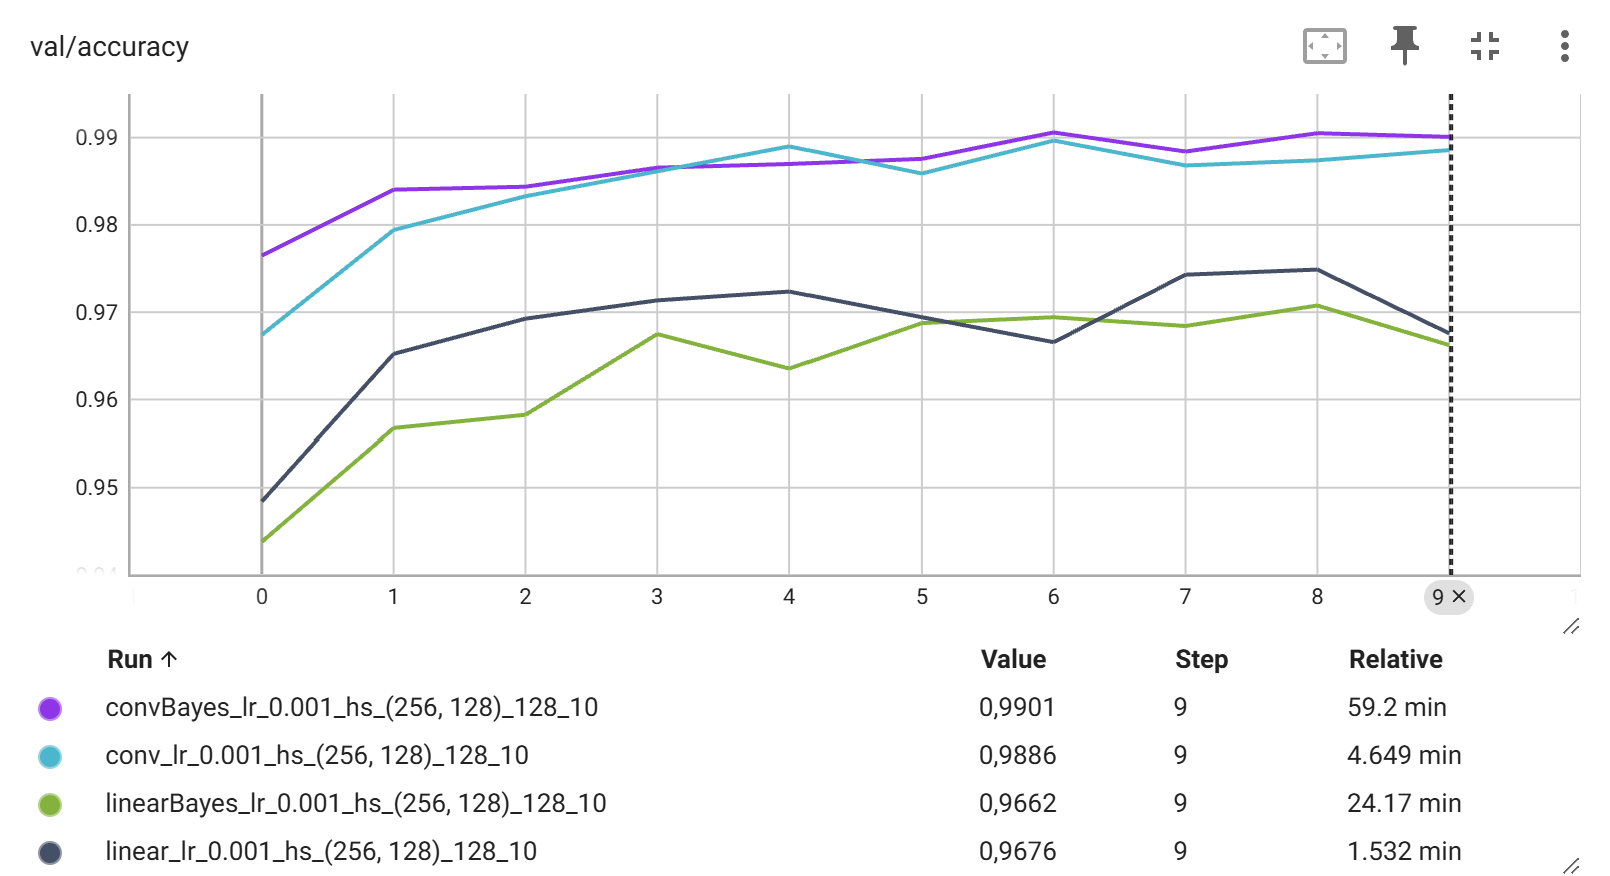 val/accuracy
0.99
0.98
0.97
0.96
0.95
0 1 2 3 4 5 6 7 8 9 ×
Run ↑ Value Step Relative
convBayes_lr_0.001_hs_(256, 128)_128_10 0,9901 9 59.2 min
conv_lr_0.001_hs_(256, 128)_128_10 0,9886 9 4.649 min
linearBayes_lr_0.001_hs_(256, 128)_128_10 0,9662 9 24.17 min
linear_lr_0.001_hs_(256, 128)_128_10 0,9676 9 1.532 min